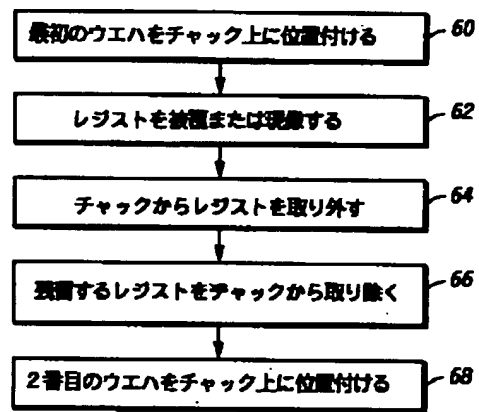 最初のウエハをチャック上に位置付ける 60
レジストを被覆または現像する 62
チャックからレジストを取り外す 64
残留するレジストをチャックから取り除く 66
2番目のウエハをチャック上に位置付ける 68